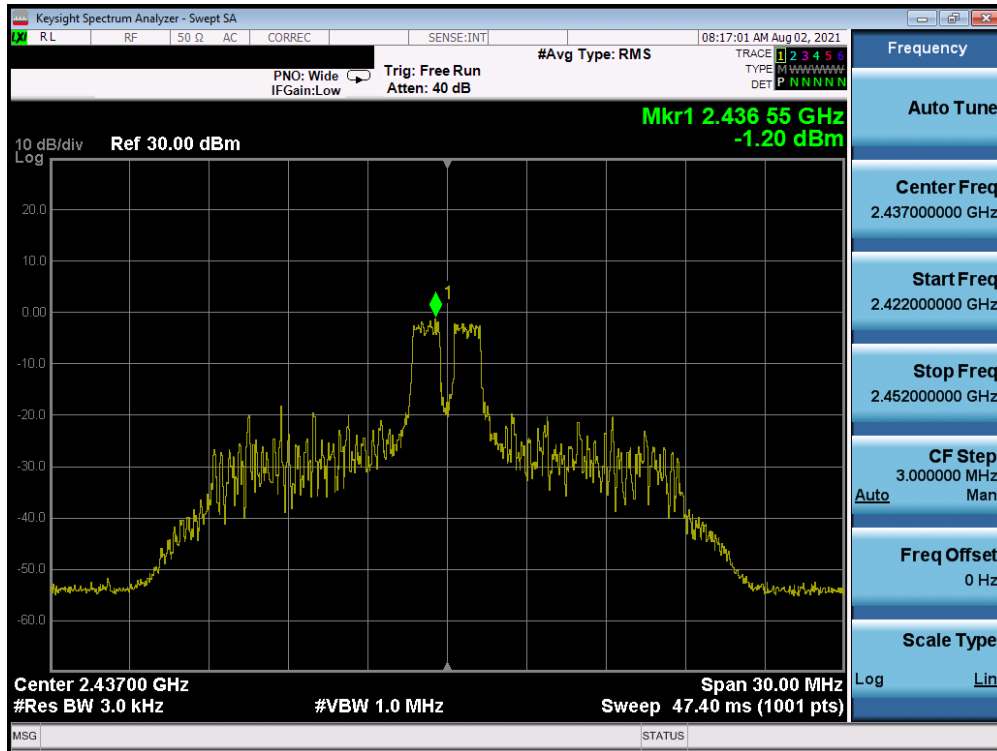 Keysight Spectrum Analyzer - Swept SA
LXI RL RF 50 Ω AC CORREC SENSE:INT 08:17:01 AM Aug 02, 2021
#Avg Type: RMS TRACE 1 2 3 4 5 6
PNO: Wide Trig: Free Run TYPE M WWWWW
IFGain:Low Atten: 40 dB DET P N N N N N
Mkr1 2.436 55 GHz
-1.20 dBm
10 dB/div Ref 30.00 dBm
Log
20.0
10.0
1
0.00
-10.0
-20.0
-30.0
-40.0
-50.0
-60.0
Center 2.43700 GHz Span 30.00 MHz
#Res BW 3.0 kHz #VBW 1.0 MHz Sweep 47.40 ms (1001 pts)
MSG STATUS
Frequency
Auto Tune
Center Freq
2.437000000 GHz
Start Freq
2.422000000 GHz
Stop Freq
2.452000000 GHz
CF Step
3.000000 MHz
Auto Man
Freq Offset
0 Hz
Scale Type
Log Lin